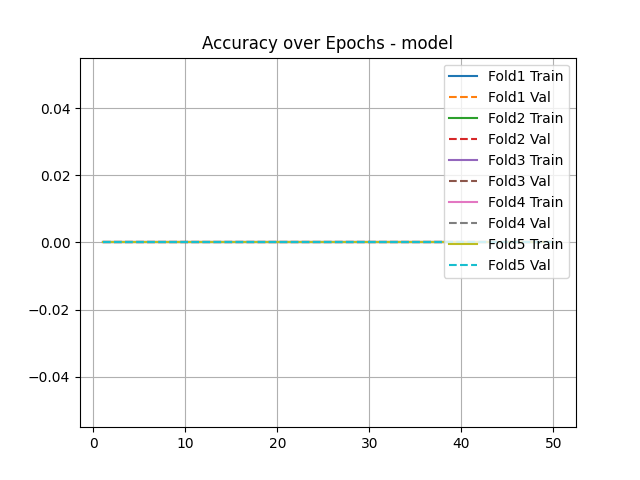 Accuracy over Epochs - model
Fold1 Train
Fold1 Val
Fold2 Train
Fold2 Val
Fold3 Train
Fold3 Val
Fold4 Train
Fold4 Val
Fold5 Train
Fold5 Val
0.04
0.02
0.00
−0.02
−0.04
0 10 20 30 40 50